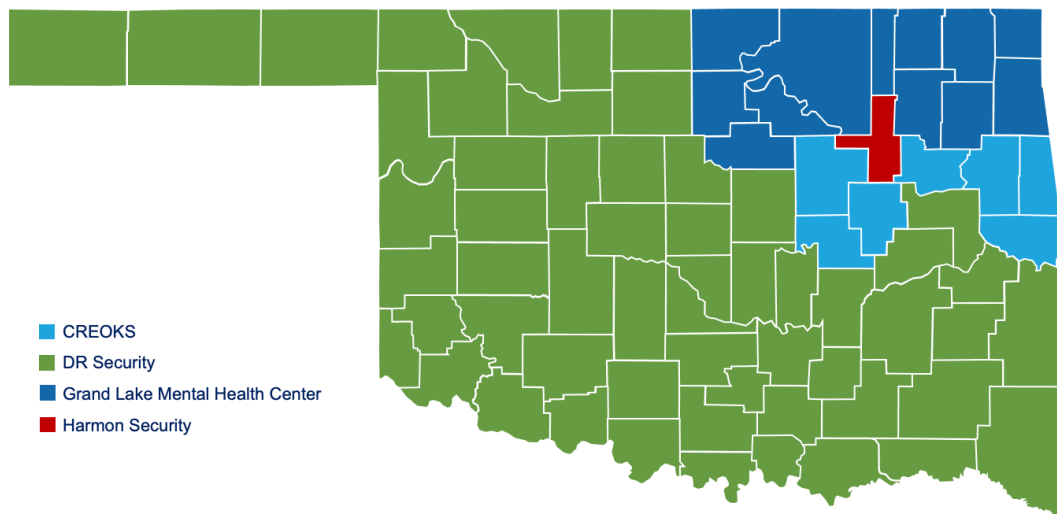 CREOKS
DR Security
Grand Lake Mental Health Center
Harmon Security